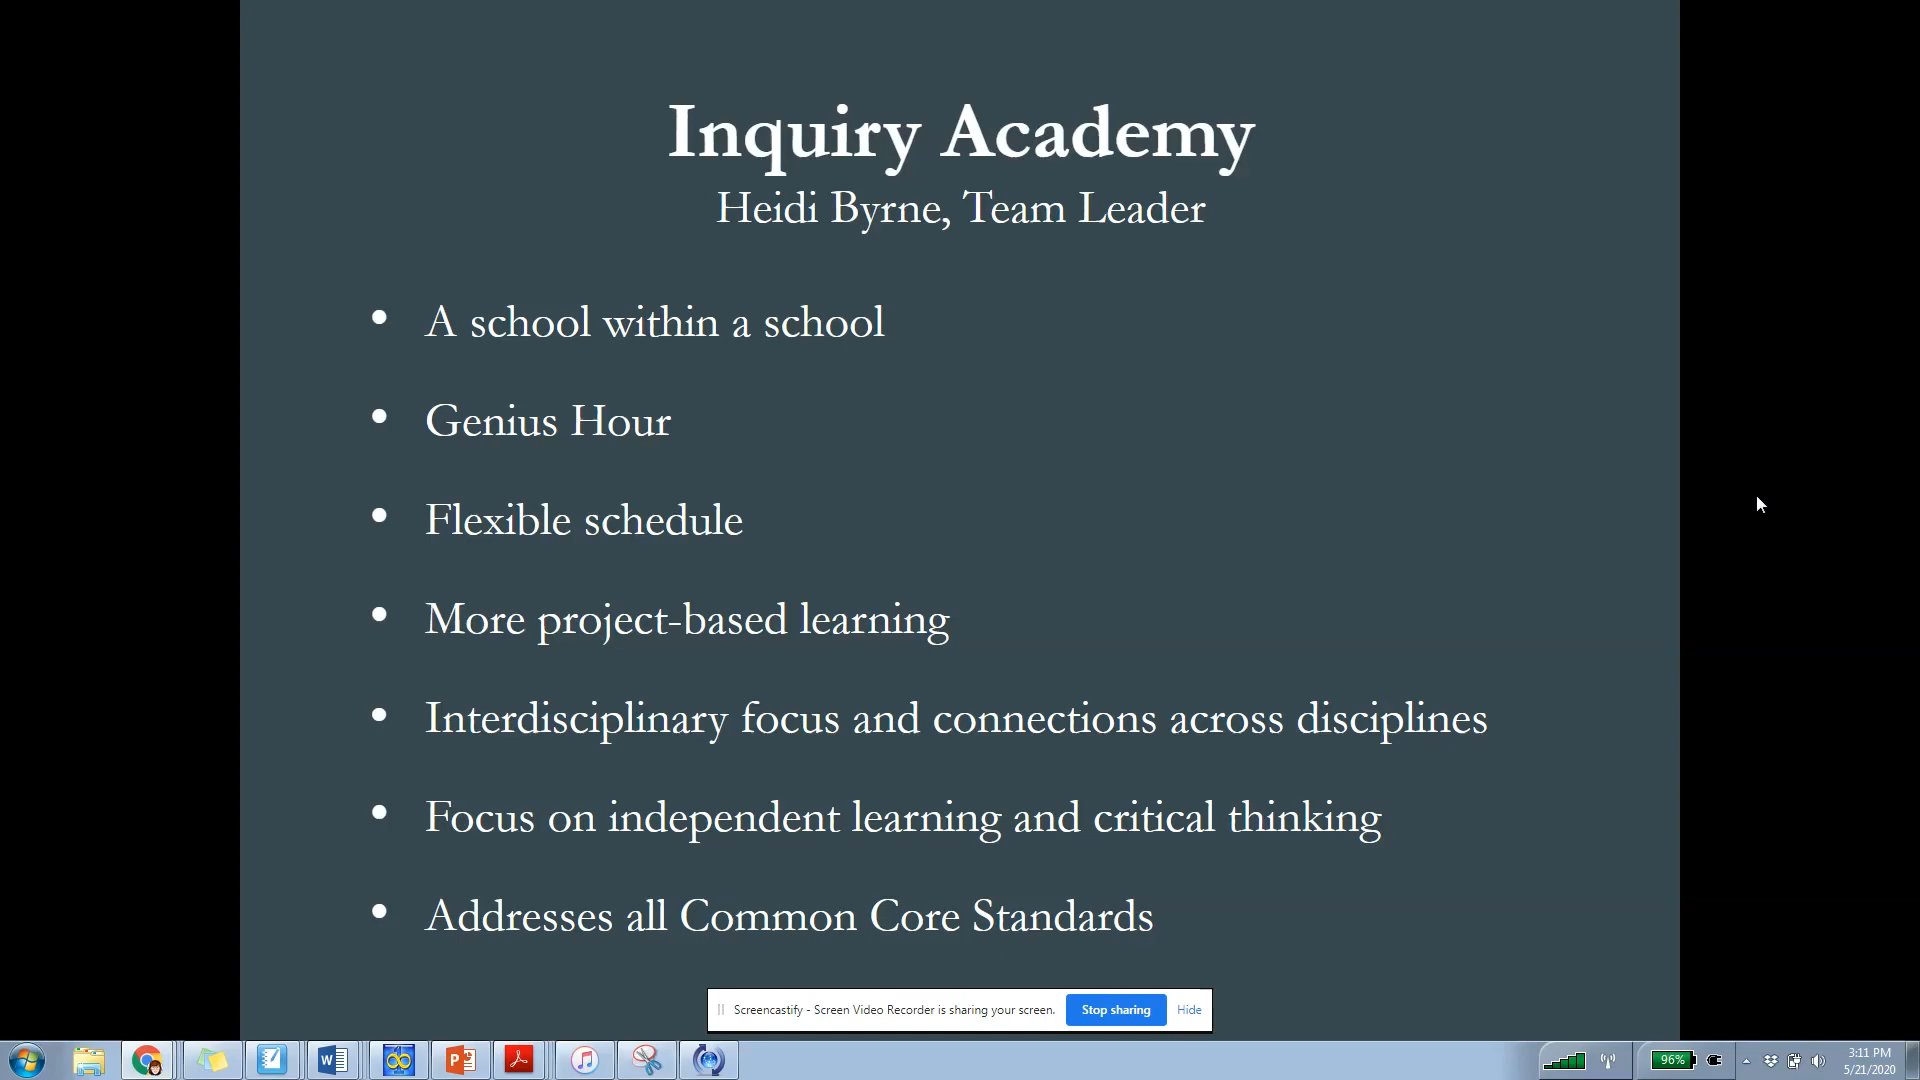 Inquiry Academy
Heidi Byrne, Team Leader
• A school within a school
• Genius Hour
• Flexible schedule
• More project-based learning
• Interdisciplinary focus and connections across disciplines
• Focus on independent learning and critical thinking
• Addresses all Common Core Standards
Screencastify - Screen Video Recorder is sharing your screen. Stop sharing Hide
96%
3:11 PM
5/21/2020